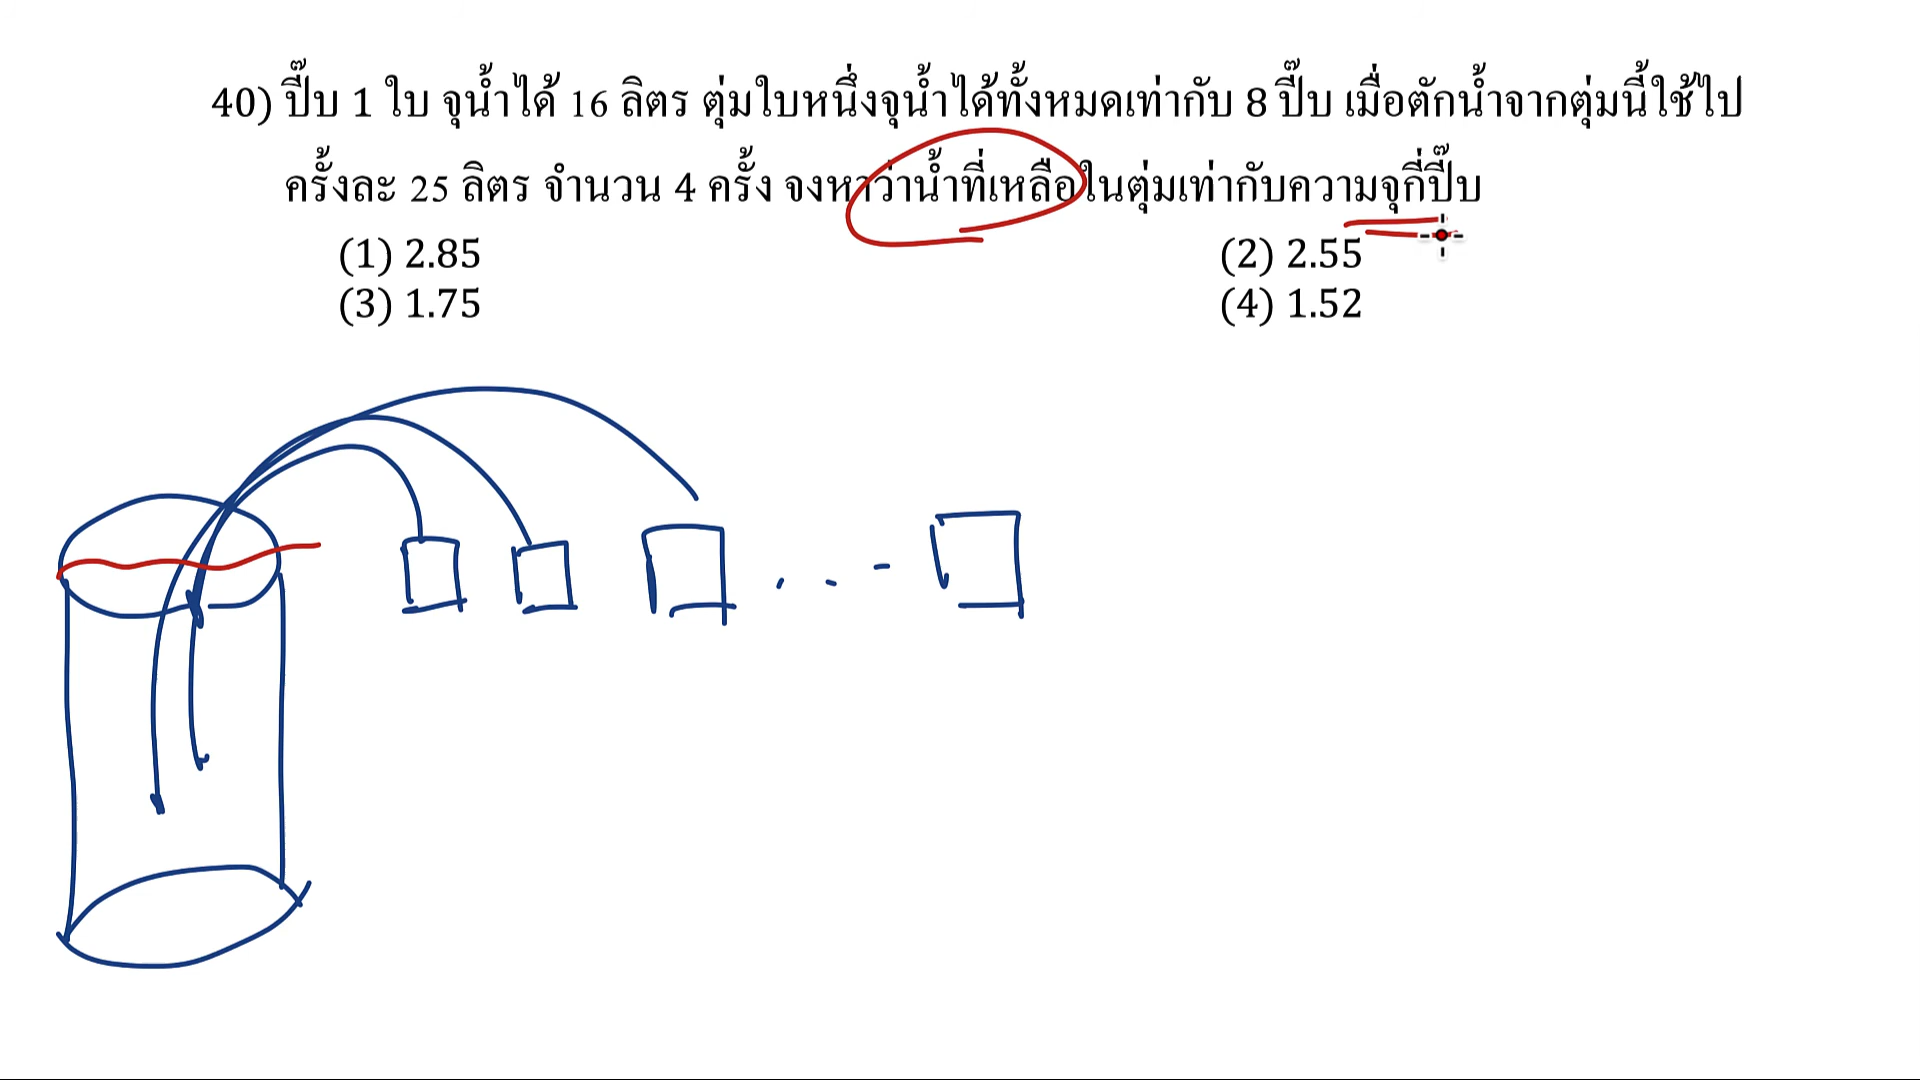 40) ปี๊บ 1 ใบ จุน้ำได้ 16 ลิตร ตุ่มใบหนึ่งจุน้ำได้ทั้งหมดเท่ากับ 8 ปี๊บ เมื่อตักน้ำจากตุ่มนี้ใช้ไป
ครั้งละ 25 ลิตร จำนวน 4 ครั้ง จงหาว่าน้ำที่เหลือในตุ่มเท่ากับความจุกี่ปี๊บ
(1) 2.85 (2) 2.55
(3) 1.75 (4) 1.52